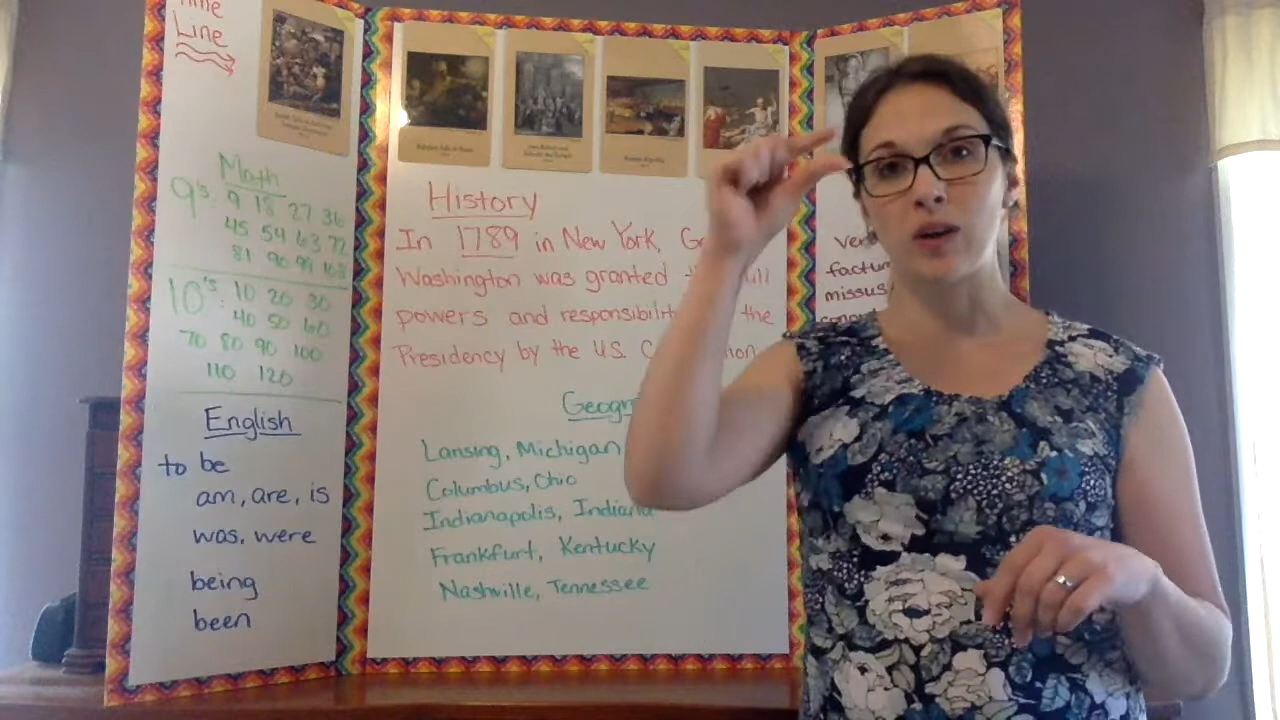 Line
Math
9's: 9 18 27 36
45 54 63 72
81 90 99 108
10's: 10 20 30
40 50 60
70 80 90 100
110 120
English
to be
am, are, is
was, were
being
been
History
In 1789 in New York, G
Washington was granted
powers and responsibilit the
Presidency by the U.S. C
Geogr
Lansing, Michigan
Columbus, Ohio
Indianapolis, Indiana
Frankfurt, Kentucky
Nashville, Tennessee
factu
missus